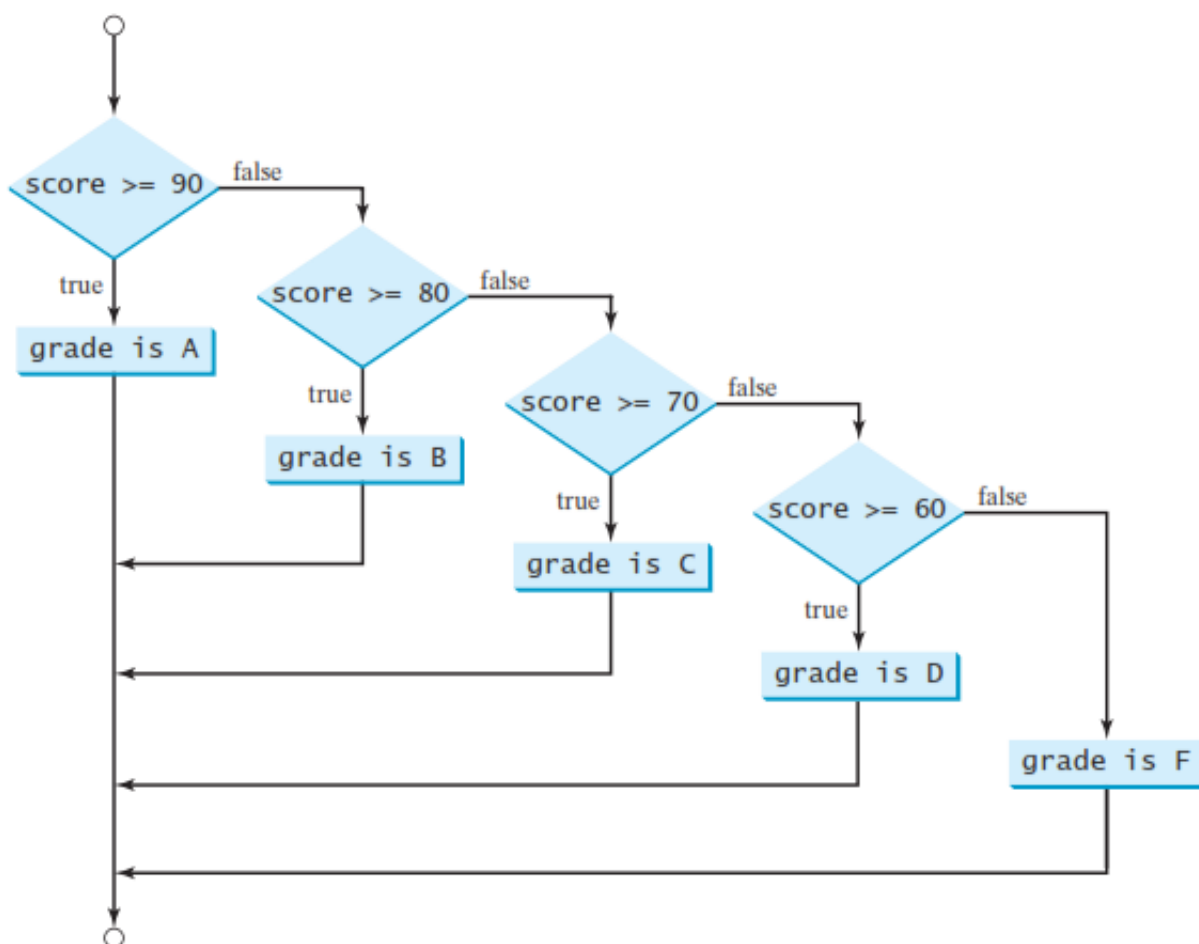 false
score >= 90
true
grade is A
false
score >= 80
true
grade is B
false
score >= 70
true
grade is C
false
score >= 60
true
grade is D
grade is F